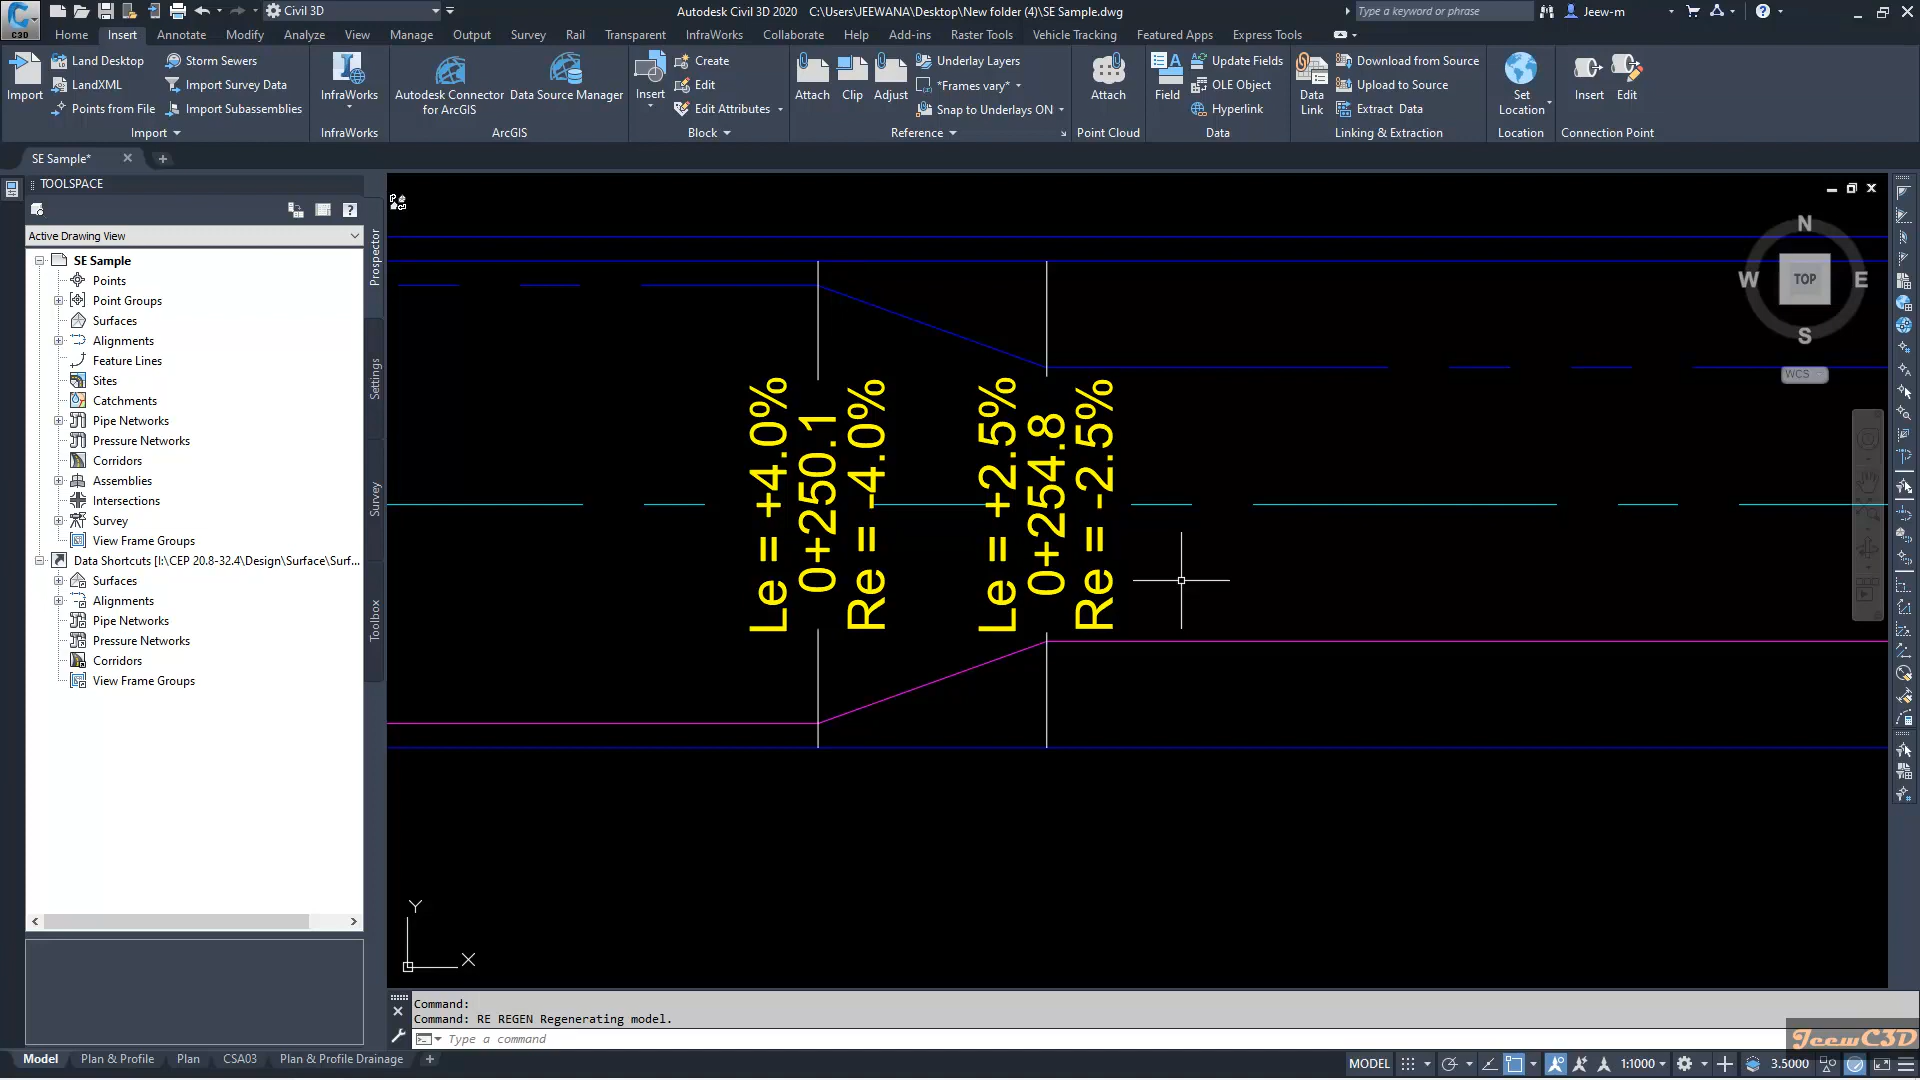 Civil 3D
Autodesk Civil 3D 2020 C:\Users\JEEWANA\Desktop\New folder (4)\SE Sample.dwg
Type a keyword or phrase
Jeew-m
C3D
Home Insert Annotate Modify Analyze View Manage Output Survey Rail Transparent InfraWorks Collaborate Help Add-ins Raster Tools Vehicle Tracking Featured Apps Express Tools
Import
Land Desktop
LandXML
Points from File
Storm Sewers
Import Survey Data
Import Subassemblies
Import
InfraWorks
InfraWorks
Autodesk Connector
for ArcGIS
Data Source Manager
ArcGIS
Insert
Create
Edit
Edit Attributes
Block
Attach
Clip
Adjust
Underlay Layers
*Frames vary*
Snap to Underlays ON
Reference
Attach
Point Cloud
Field
Update Fields
OLE Object
Hyperlink
Data
Data
Link
Download from Source
Upload to Source
Extract Data
Linking & Extraction
Set
Location
Location
Insert
Edit
Connection Point
SE Sample*
TOOLSPACE
Active Drawing View
SE Sample
Points
Point Groups
Surfaces
Alignments
Feature Lines
Sites
Catchments
Pipe Networks
Pressure Networks
Corridors
Assemblies
Intersections
Survey
View Frame Groups
Data Shortcuts [I:\CEP 20.8-32.4\Design\Surface\Surf...
Surfaces
Alignments
Pipe Networks
Pressure Networks
Corridors
View Frame Groups
Prospector
Settings
Survey
Toolbox
Le = +4.0%
0+250.1
Re = -4.0%
Le = +2.5%
0+254.8
Re = -2.5%
N
W
TOP
E
S
WCS
Y
X
Command:
Command: RE REGEN Regenerating model.
Type a command
JeewC3D
Model Plan & Profile Plan CSA03 Plan & Profile Drainage
MODEL
1:1000
3.5000